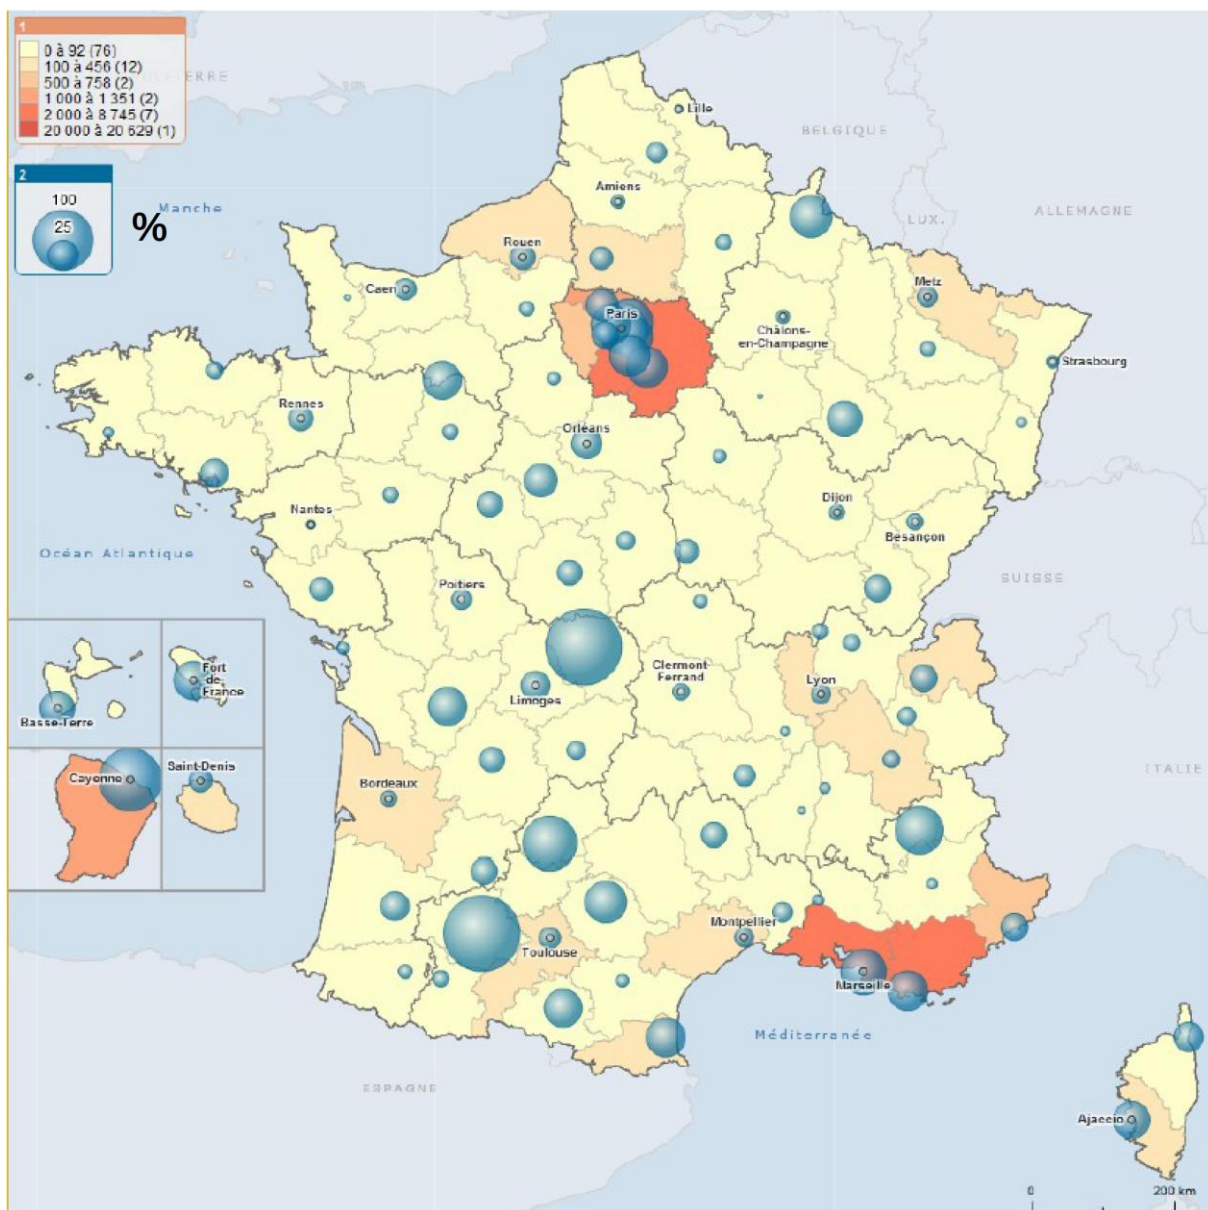 1
0 à 92 (76)
100 à 456 (12)
500 à 758 (2)
1 000 à 1 351 (2)
2 000 à 8 745 (7)
20 000 à 20 629 (1)
2
100
25
%
Manche
Lille
BELGIQUE
Amiens
LUX.
ALLEMAGNE
Rouen
Caen
Metz
Paris
Châlons-
en-Champagne
Strasbourg
Rennes
Orléans
Dijon
Nantes
Besançon
Océan Atlantique
SUISSE
Poitiers
Clermont-
Ferrand
Lyon
Limoges
Fort
de
France
Basse-Terre
Cayenne
Saint-Denis
Bordeaux
ITALIE
Montpellier
Toulouse
Marseille
Méditerranée
ESPAGNE
Ajaccio
0
200 km